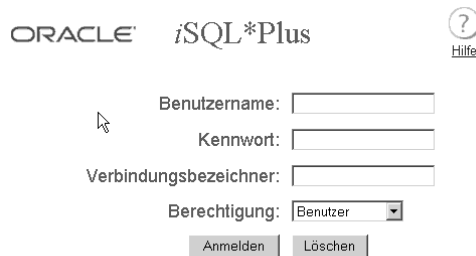 ORACLE iSQL*Plus
?
Hilfe
Benutzername:
Kennwort:
Verbindungsbezeichner:
Berechtigung: Benutzer
Anmelden Löschen